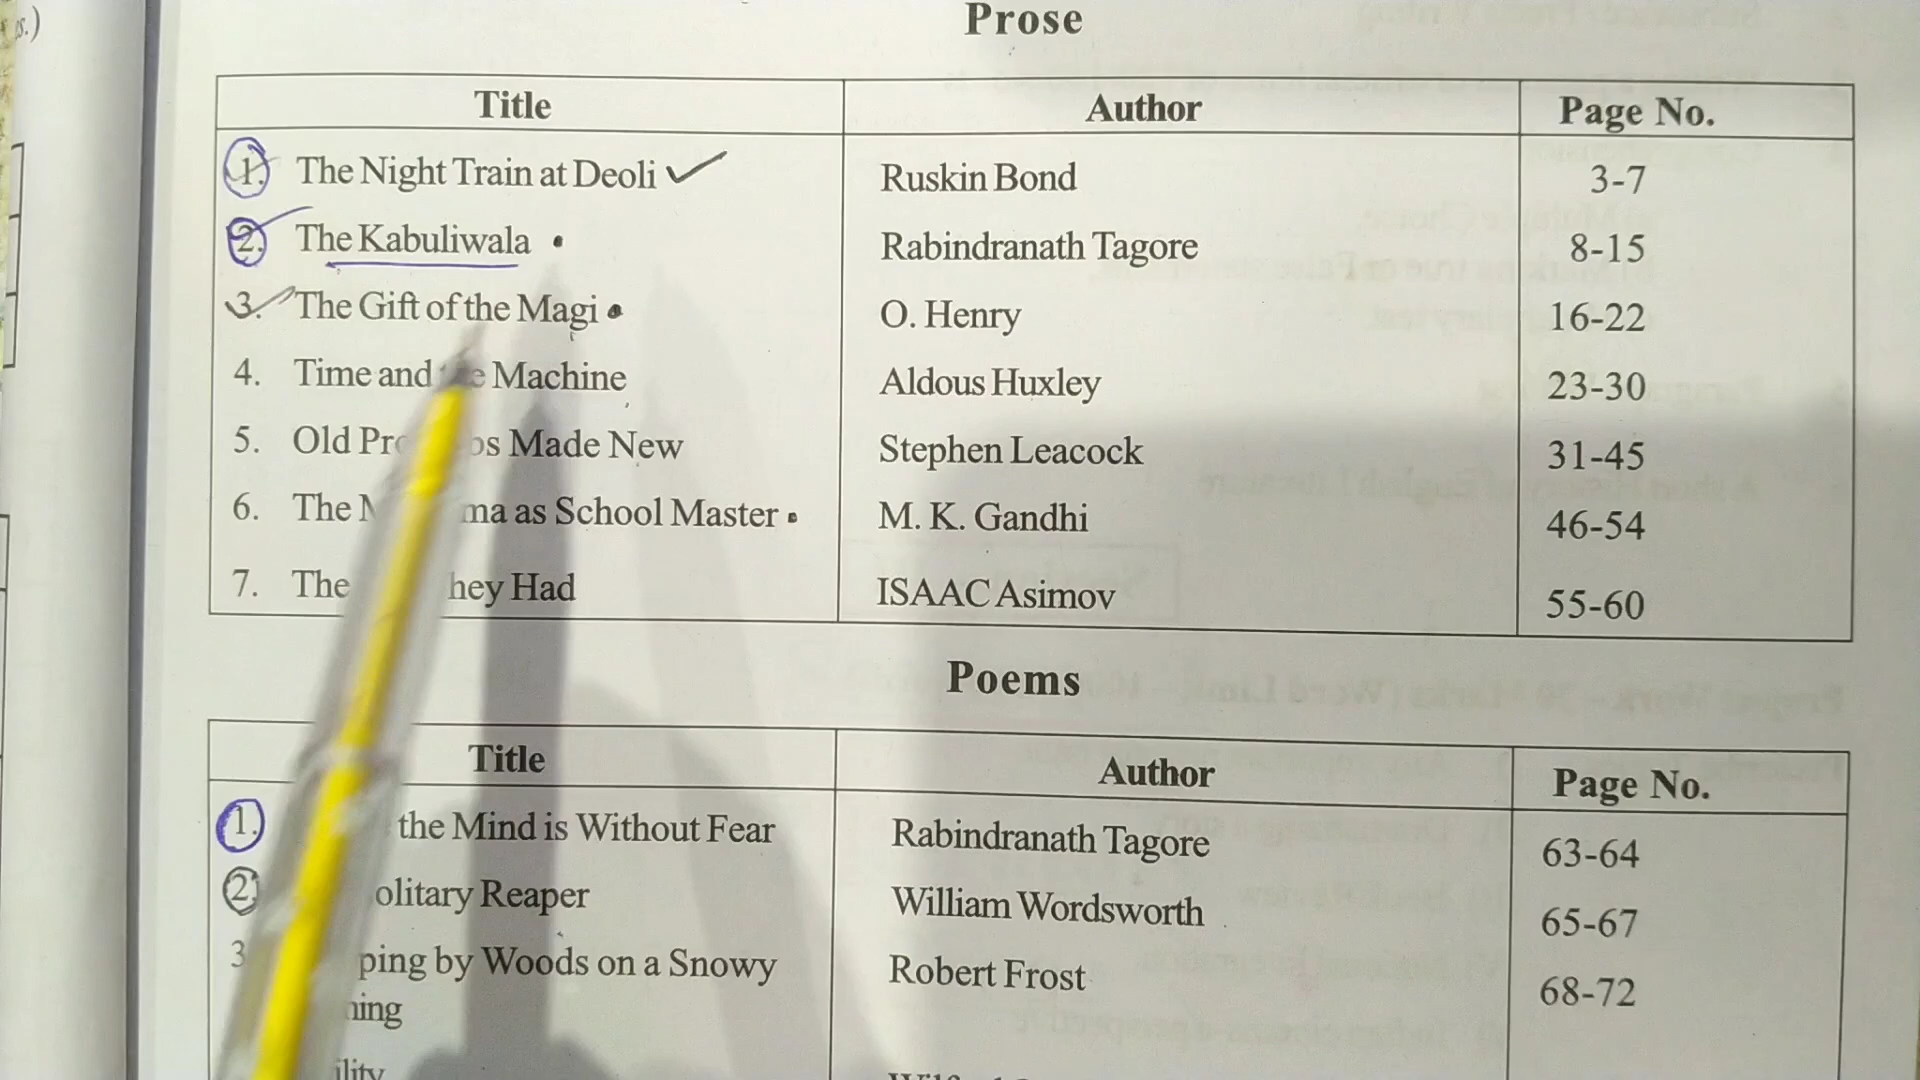 s.)
Prose
Title Author Page No.
1. The Night Train at Deoli Ruskin Bond 3-7
2. The Kabuliwala Rabindranath Tagore 8-15
3. The Gift of the Magi O. Henry 16-22
4. Time and Machine Aldous Huxley 23-30
5. Old Made New Stephen Leacock 31-45
6. The as School Master M. K. Gandhi 46-54
7. The hey Had ISAAC Asimov 55-60
Poems
Title Author Page No.
1. the Mind is Without Fear Rabindranath Tagore 63-64
2. olitary Reaper William Wordsworth 65-67
3 ping by Woods on a Snowy Robert Frost 68-72
ning
ility